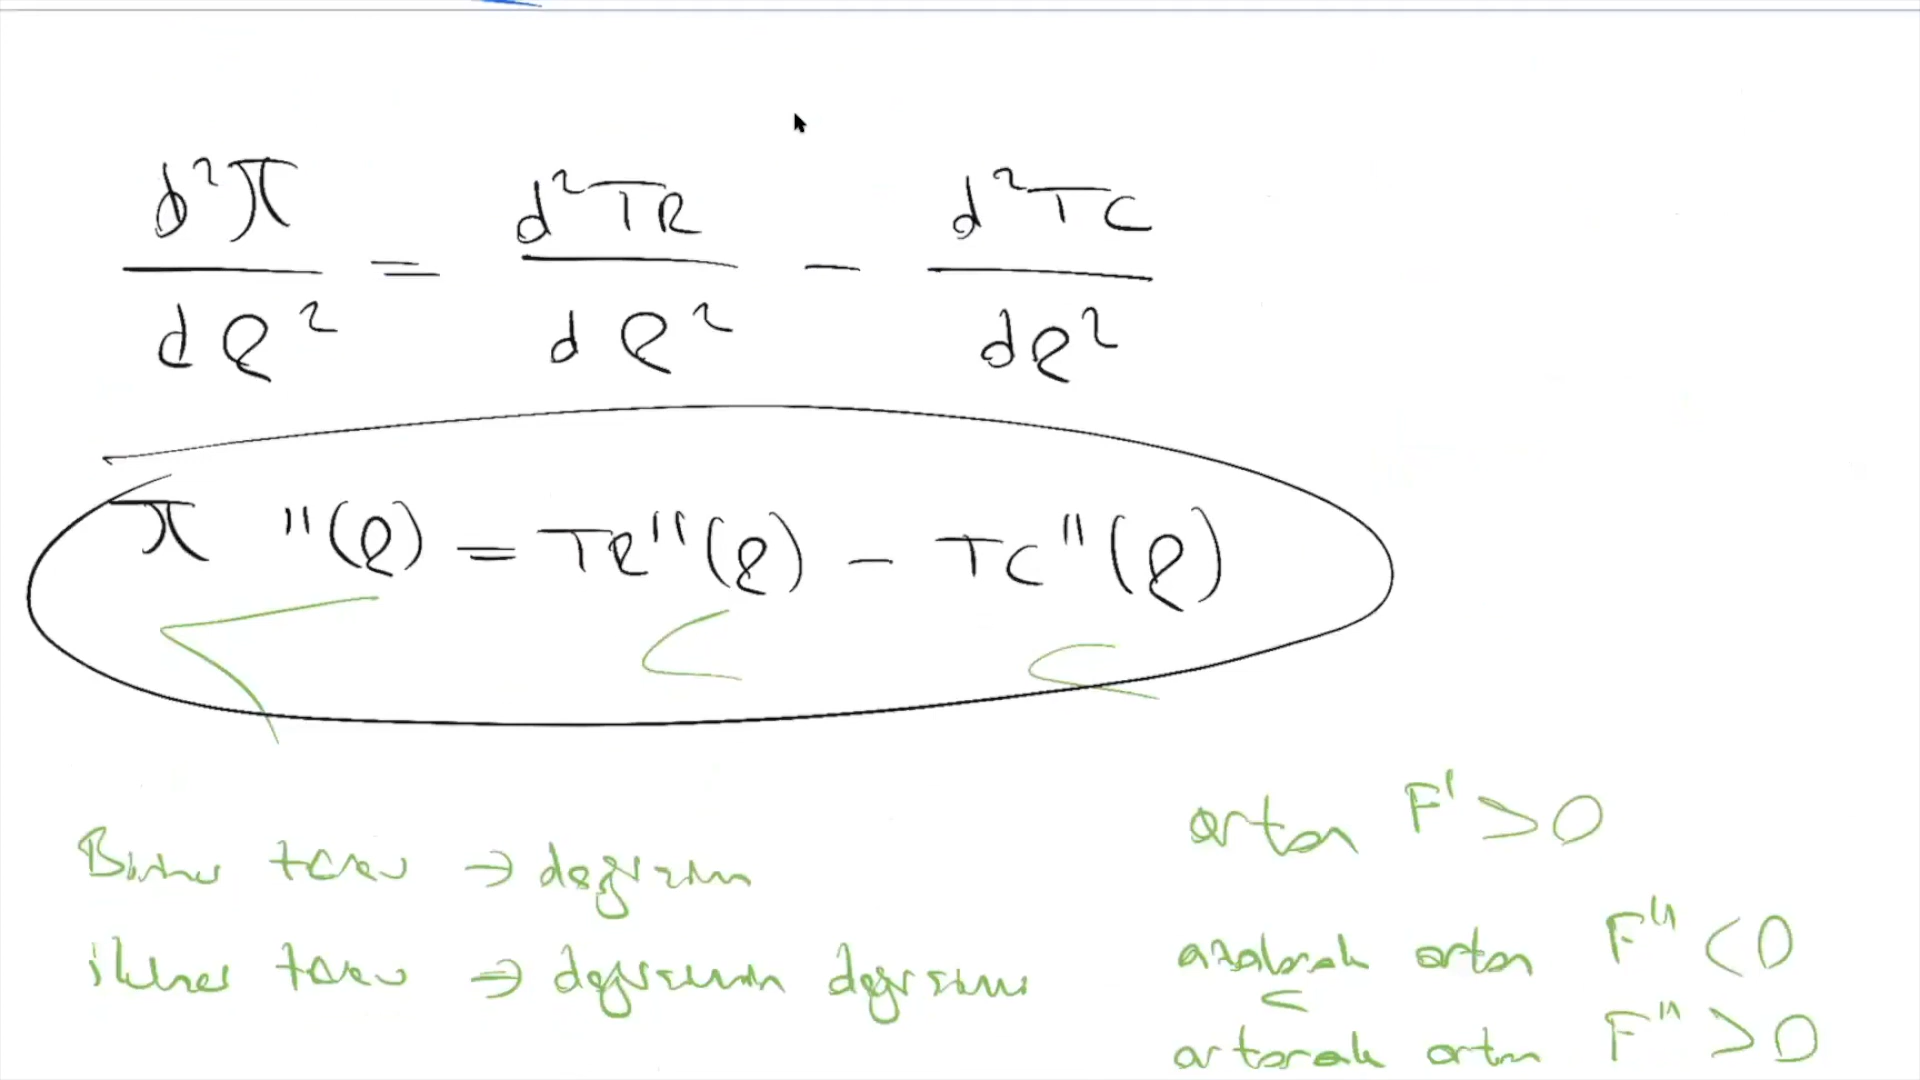 d²π/dQ² = d²TR/dQ² - d²TC/dQ²
π ''(Q) = TR''(Q) - TC''(Q)
Birinci türev → değişim
ikinci türev → değişimin değişimi
artan F' > 0
azalarak artan F'' < 0
artarak artan F'' > 0